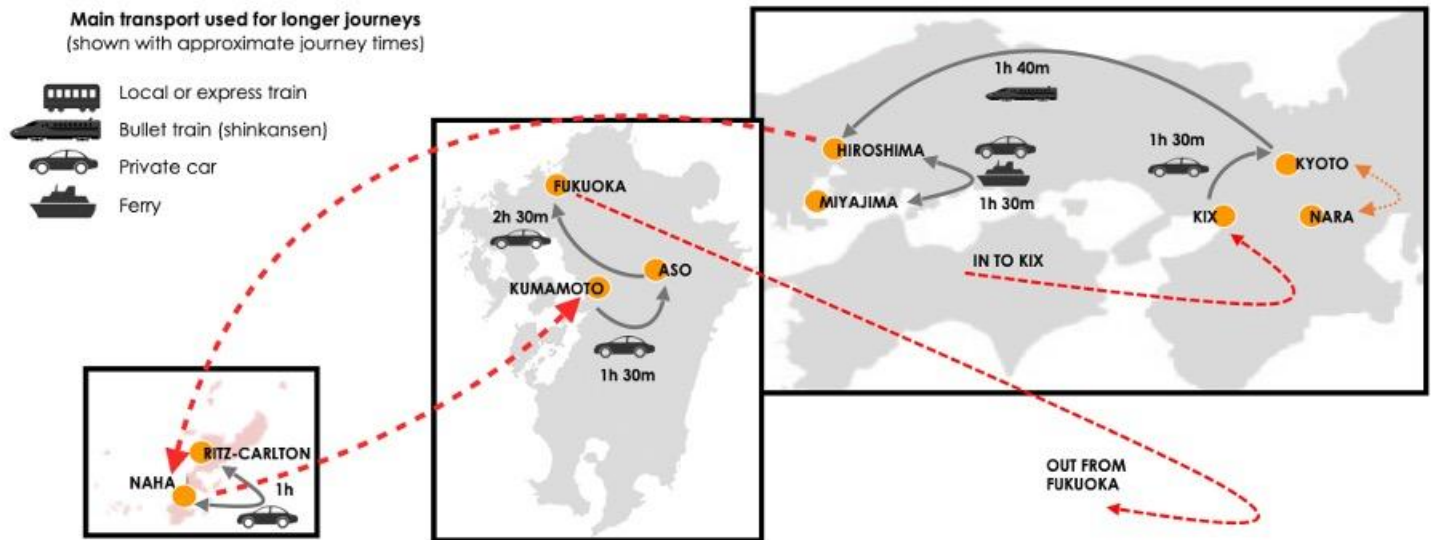 Main transport used for longer journeys
(shown with approximate journey times)
Local or express train
Bullet train (shinkansen)
Private car
Ferry
1h 40m
HIROSHIMA
MIYAJIMA
1h 30m
1h 30m
KYOTO
KIX
NARA
IN TO KIX
FUKUOKA
2h 30m
ASO
KUMAMOTO
1h 30m
RITZ-CARLTON
NAHA
1h
OUT FROM
FUKUOKA